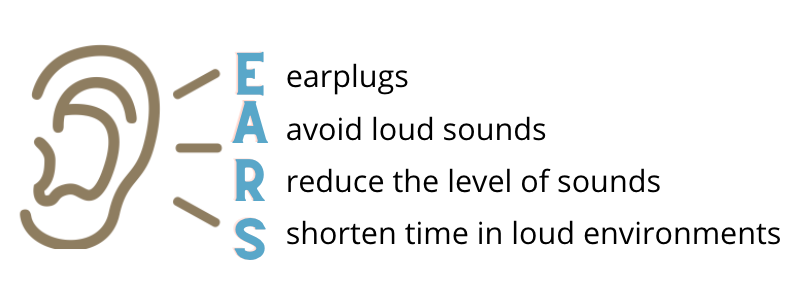 E earplugs
A avoid loud sounds
R reduce the level of sounds
S shorten time in loud environments